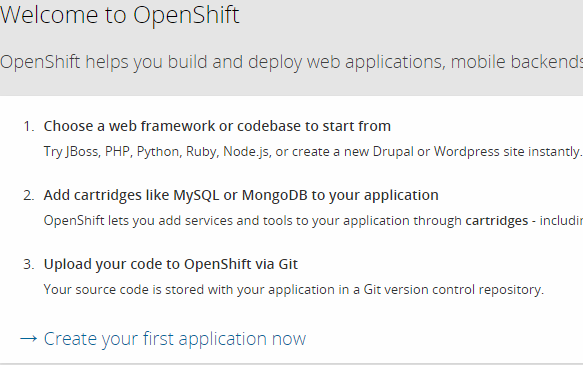 Welcome to OpenShift
OpenShift helps you build and deploy web applications, mobile backends
1. Choose a web framework or codebase to start from
Try JBoss, PHP, Python, Ruby, Node.js, or create a new Drupal or Wordpress site instantly.
2. Add cartridges like MySQL or MongoDB to your application
OpenShift lets you add services and tools to your application through cartridges - includin
3. Upload your code to OpenShift via Git
Your source code is stored with your application in a Git version control repository.
→ Create your first application now